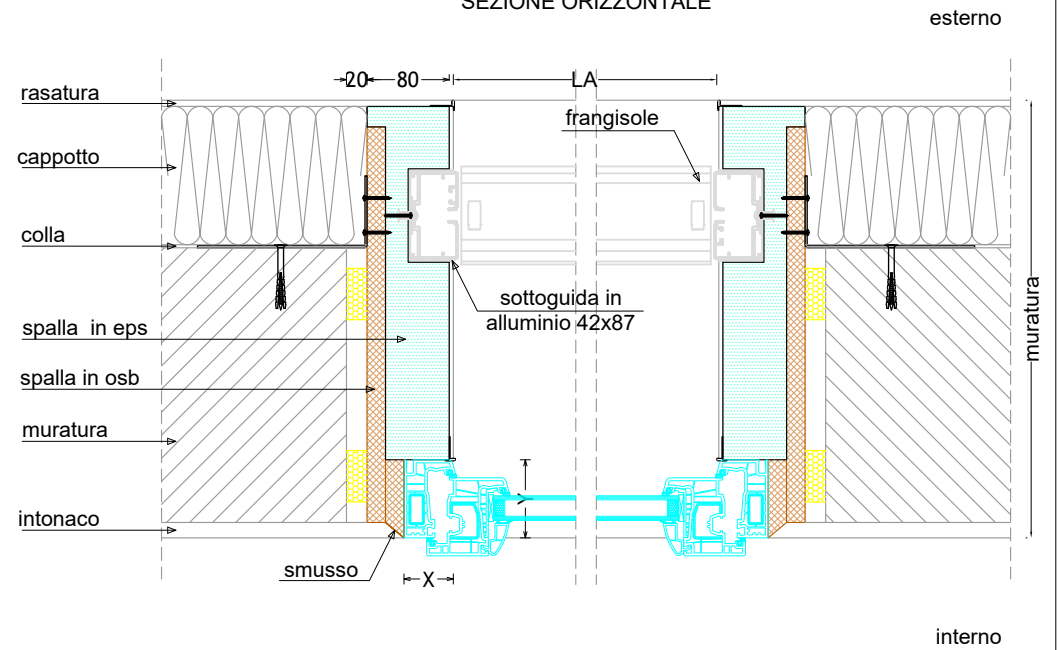 SEZIONE ORIZZONTALE
esterno
20
80
LA
rasatura
frangisole
cappotto
colla
sottoguida in
alluminio 42x87
muratura
spalla in eps
spalla in osb
muratura
Y
intonaco
smusso
X
interno